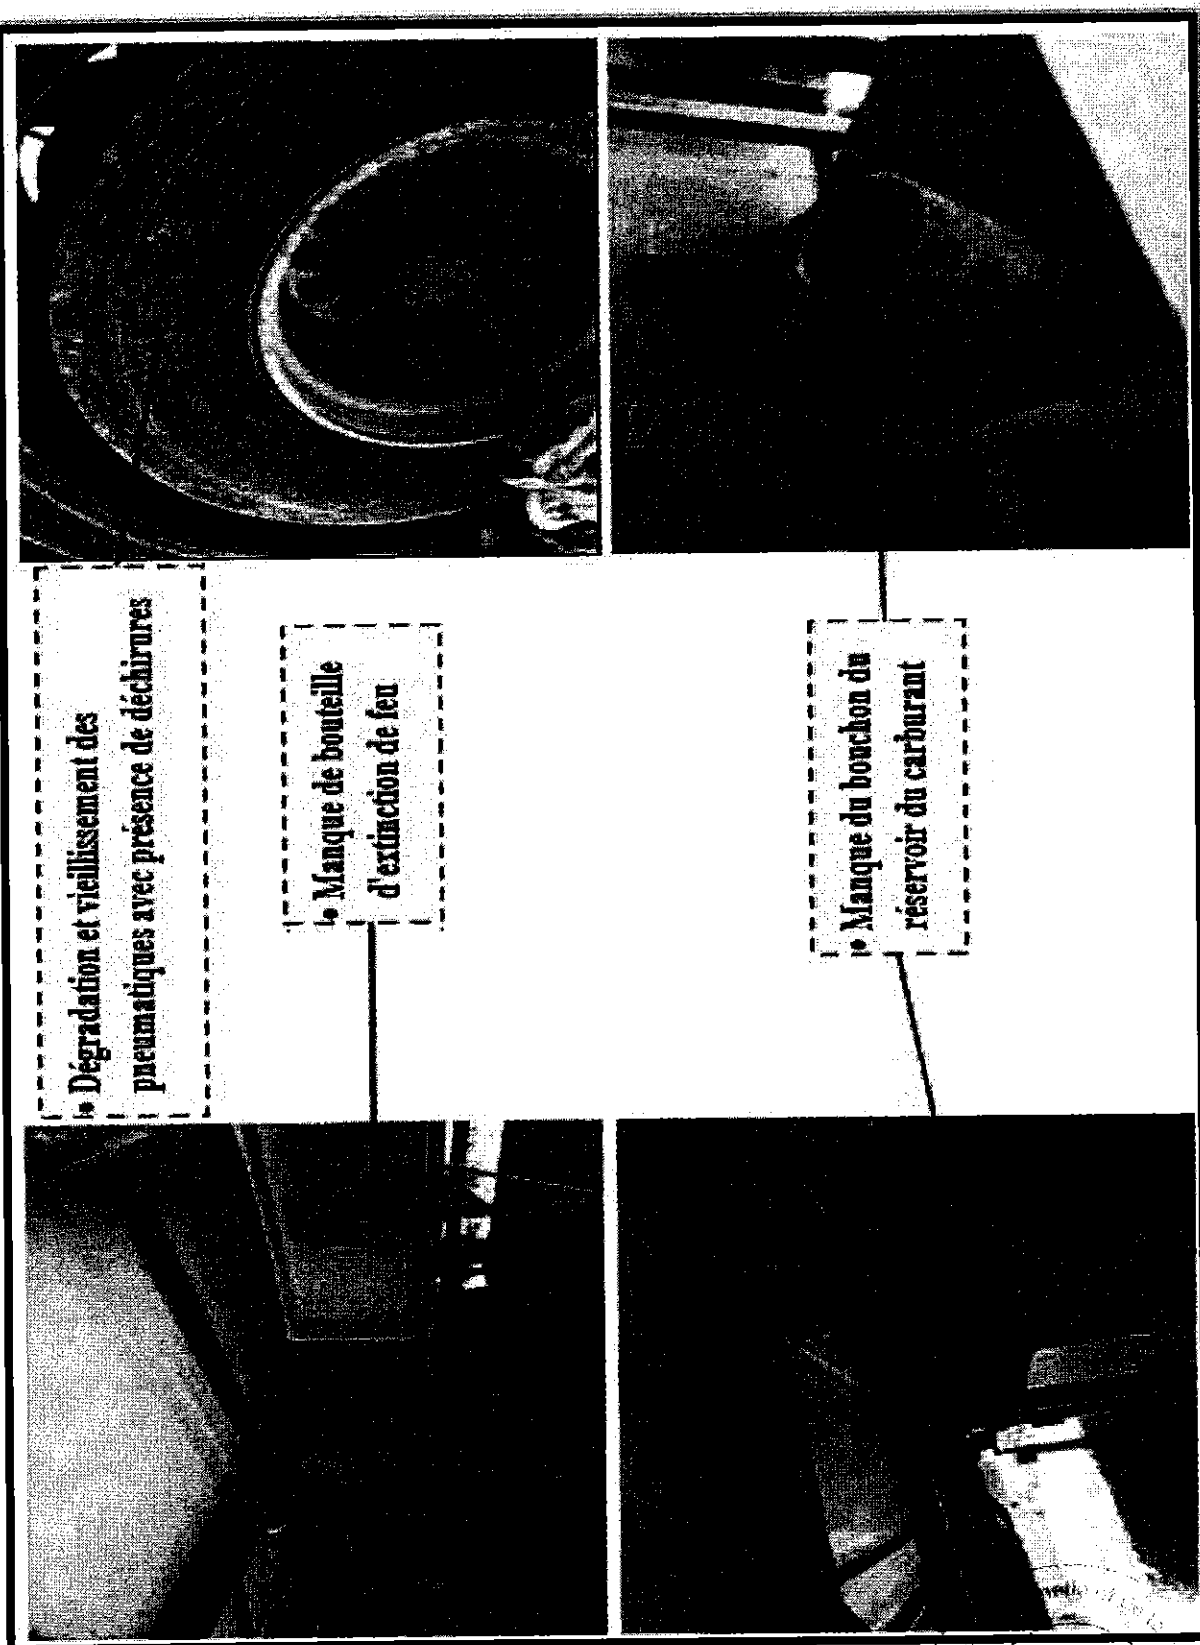 • Dégradation et vieillissement des
pneumatiques avec présence de déchirures
• Manque de bouteille
d'extinction de feu
• Manque du bouchon du
réservoir du carburant